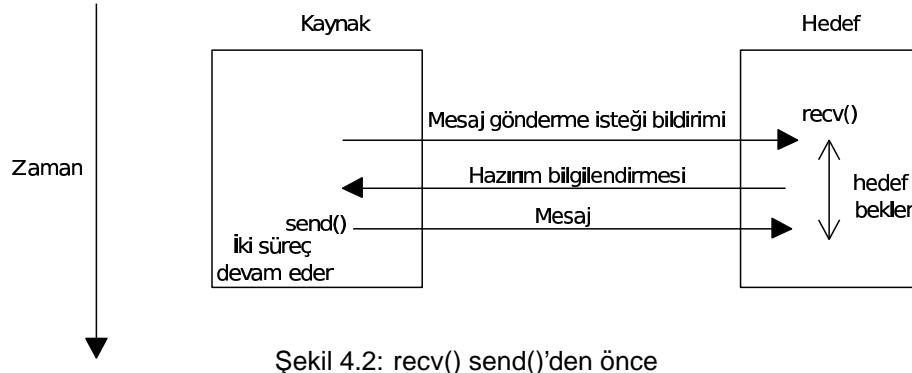 Kaynak
Hedef
Mesaj gönderme isteği bildirimi
recv()
Zaman
Hazırım bilgilendirmesi
hedef
bekler
send()
Mesaj
İki süreç
devam eder
Şekil 4.2: recv() send()'den önce